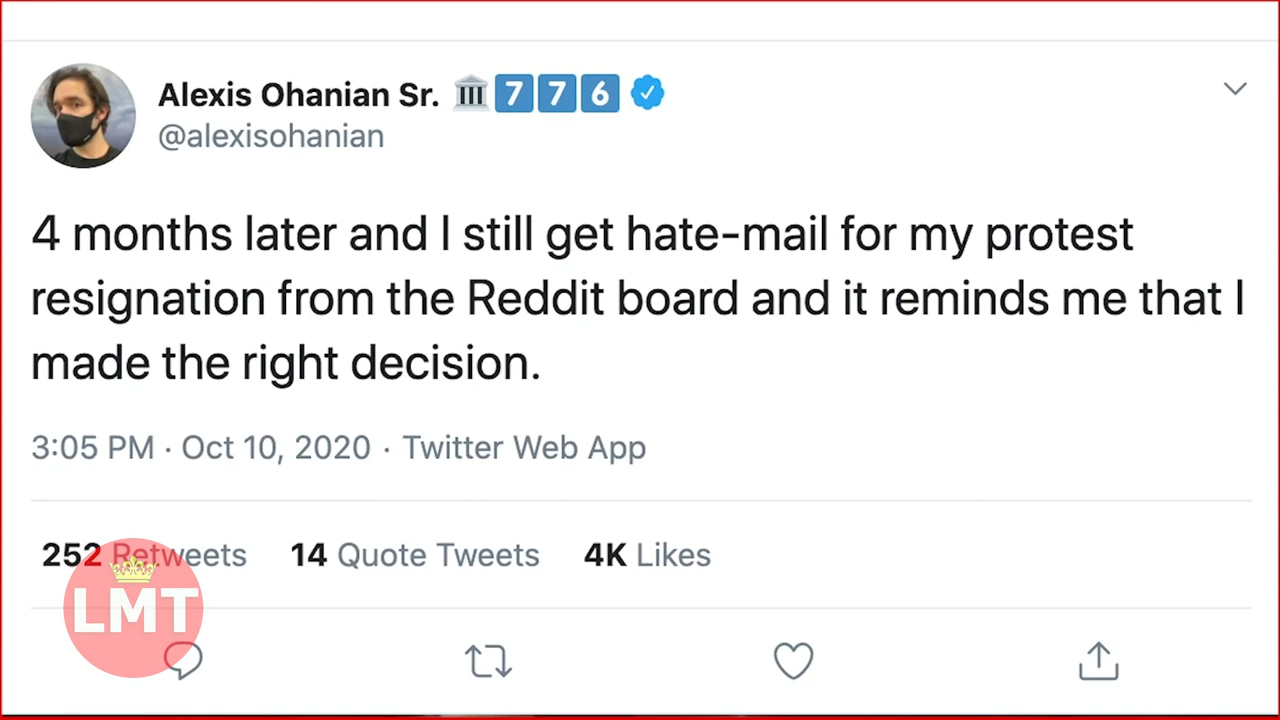 Alexis Ohanian Sr. 🏛️7️⃣7️⃣6️⃣
@alexisohanian
4 months later and I still get hate-mail for my protest
resignation from the Reddit board and it reminds me that I
made the right decision.
3:05 PM · Oct 10, 2020 · Twitter Web App
252 Retweets 14 Quote Tweets 4K Likes
LMT